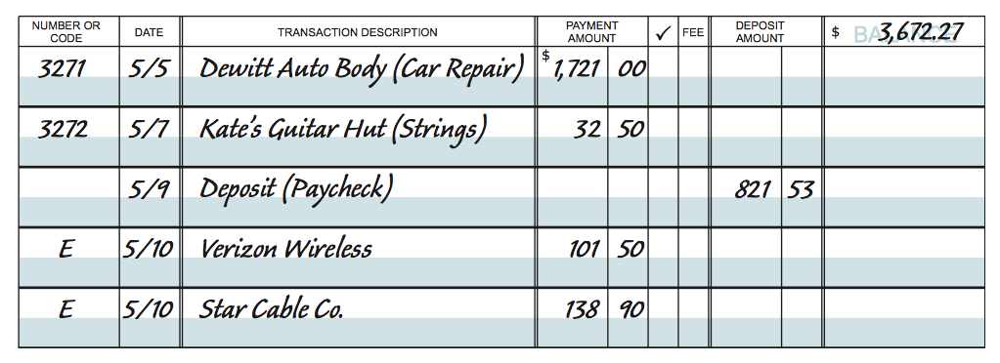 NUMBER OR CODE DATE TRANSACTION DESCRIPTION PAYMENT AMOUNT ✓ FEE DEPOSIT AMOUNT $ BALANCE 3,672.27
3271 5/5 Dewitt Auto Body (Car Repair) $ 1,721 00
3272 5/7 Kate's Guitar Hut (Strings) 32 50
5/9 Deposit (Paycheck) 821 53
E 5/10 Verizon Wireless 101 50
E 5/10 Star Cable Co. 138 90